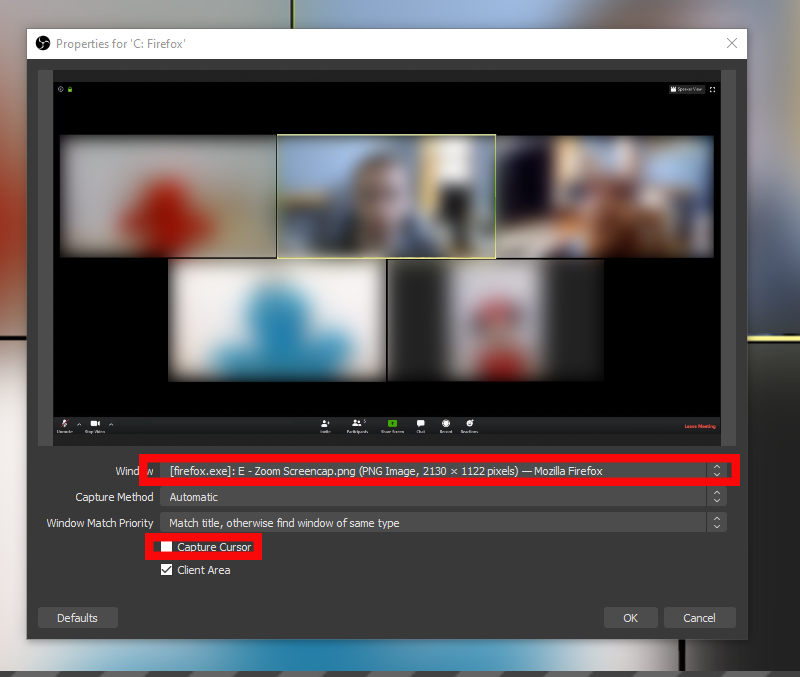 Properties for 'C: Firefox'
Speaker View
Unmute Stop Video Invite Participants 5 Share Screen Chat Record Reactions Leave Meeting
Window [firefox.exe]: E - Zoom Screencap.png (PNG Image, 2130 × 1122 pixels) — Mozilla Firefox
Capture Method Automatic
Window Match Priority Match title, otherwise find window of same type
Capture Cursor
Client Area
Defaults OK Cancel